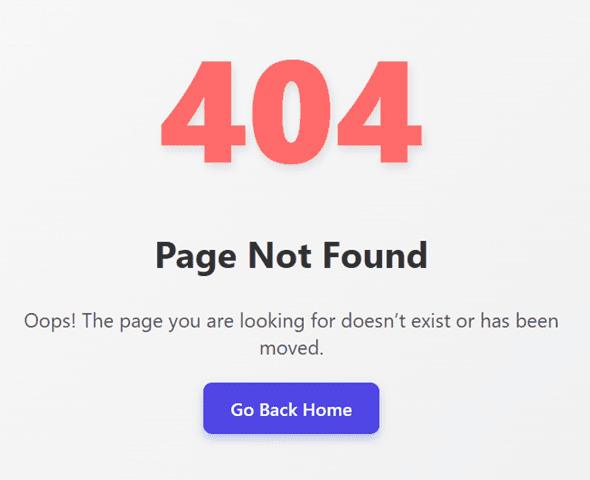 404
Page Not Found
Oops! The page you are looking for doesn’t exist or has been
moved.
Go Back Home